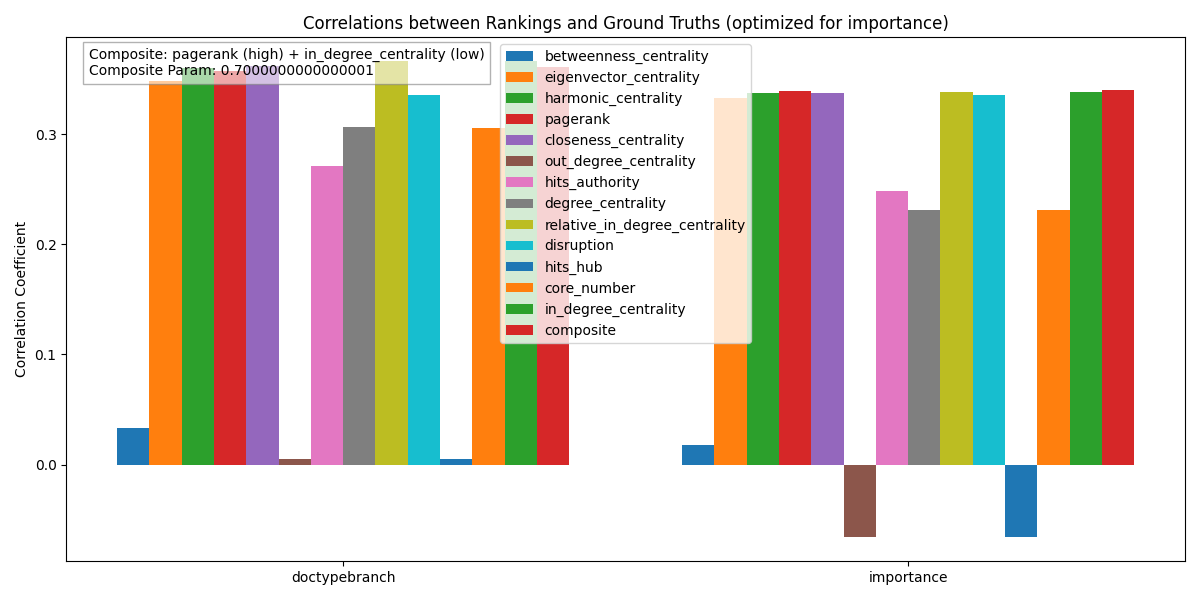 Correlations between Rankings and Ground Truths (optimized for importance)
Composite: pagerank (high) + in_degree_centrality (low)
Composite Param: 0.7000000000000001
betweenness_centrality
eigenvector_centrality
harmonic_centrality
pagerank
closeness_centrality
out_degree_centrality
hits_authority
degree_centrality
relative_in_degree_centrality
disruption
hits_hub
core_number
in_degree_centrality
composite
Correlation Coefficient
0.3
0.2
0.1
0.0
doctypebranch
importance